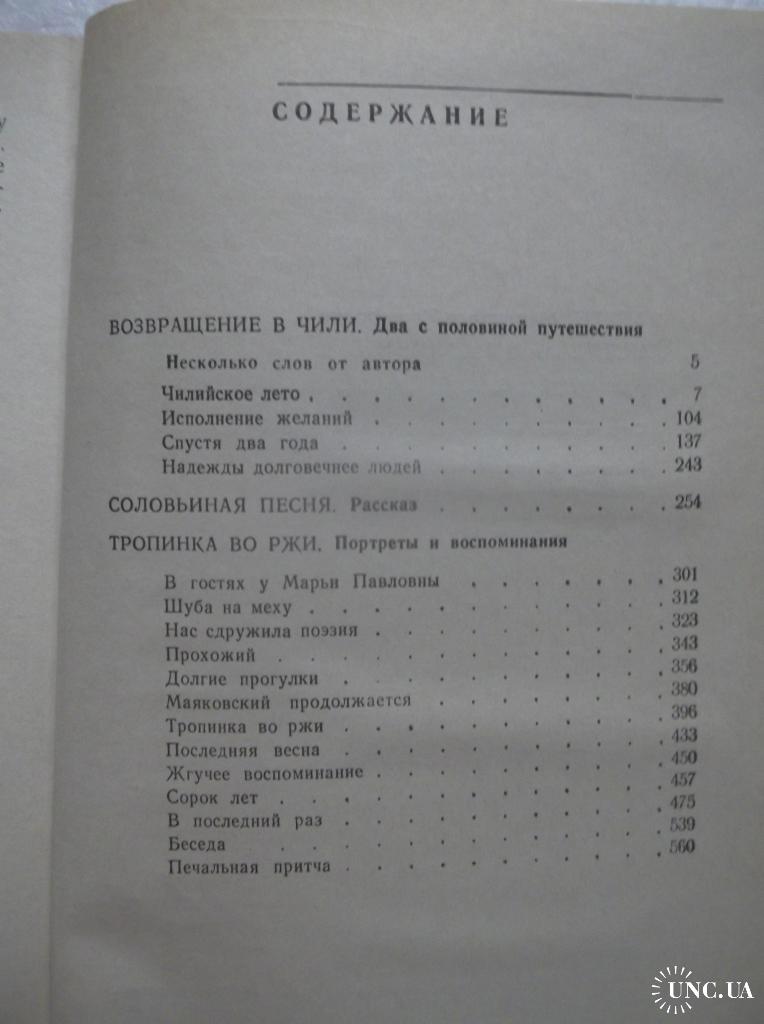 СОДЕРЖАНИЕ
ВОЗВРАЩЕНИЕ В ЧИЛИ. Два с половиной путешествия
Несколько слов от автора 5
Чилийское лето . . . . . . . . . . . . 7
Исполнение желаний . . . . . . . . . . 104
Спустя два года . . . . . . . . . . . 137
Надежды долговечнее людей . . . . . . . . 243
СОЛОВЬИНАЯ ПЕСНЯ. Рассказ . . . . . . . . 254
ТРОПИНКА ВО РЖИ. Портреты и воспоминания
В гостях у Марьи Павловны . . . . . . . 301
Шуба на меху . . . . . . . . . . . . 312
Нас сдружила поэзия . . . . . . . . . . 323
Прохожий . . . . . . . . . . . . . 343
Долгие прогулки . . . . . . . . . . . 356
Маяковский продолжается . . . . . . . . 380
Тропинка во ржи . . . . . . . . . . . 396
Последняя весна . . . . . . . . . . . 433
Жгучее воспоминание . . . . . . . . . . 450
Сорок лет . . . . . . . . . . . . . 457
В последний раз . . . . . . . . . . . 475
Беседа . . . . . . . . . . . . . 539
Печальная притча . . . . . . . . . . . 560
UNC.UA